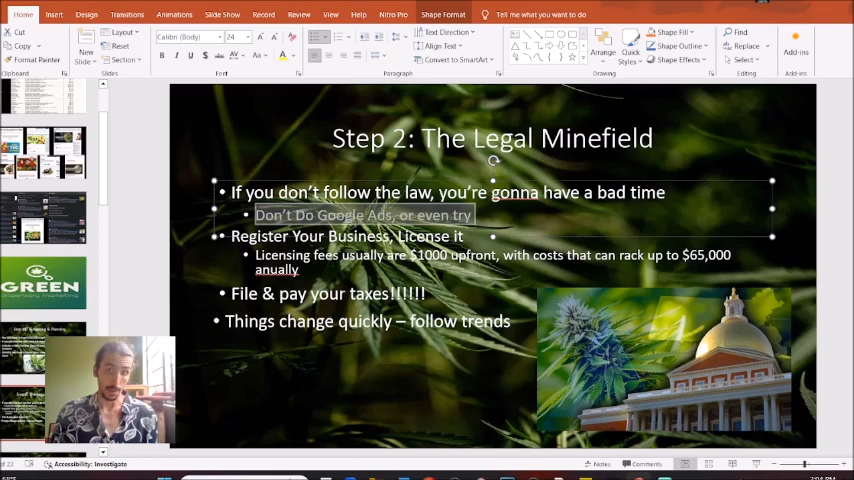 Home Insert Design Transitions Animations Slide Show Record Review View Help Nitro Pro Shape Format Tell me what you want to do
Cut
Copy
Format Painter
Clipboard
New
Slide
Layout
Reset
Section
Slides
Calibri (Body) 24
Font
Text Direction
Align Text
Convert to SmartArt
Paragraph
Arrange
Quick
Styles
Shape Fill
Shape Outline
Shape Effects
Drawing
Find
Replace
Select
Editing
Add-ins
Add-ins
Step 2: The Legal Minefield
• If you don't follow the law, you're gonna have a bad time
• Don't Do Google Ads, or even try
• Register Your Business, License it
• Licensing fees usually are $1000 upfront, with costs that can rack up to $65,000
anually
• File & pay your taxes!!!!!!
• Things change quickly – follow trends
GREEN
dispensary marketing
of 22 Accessibility: Investigate Notes Comments